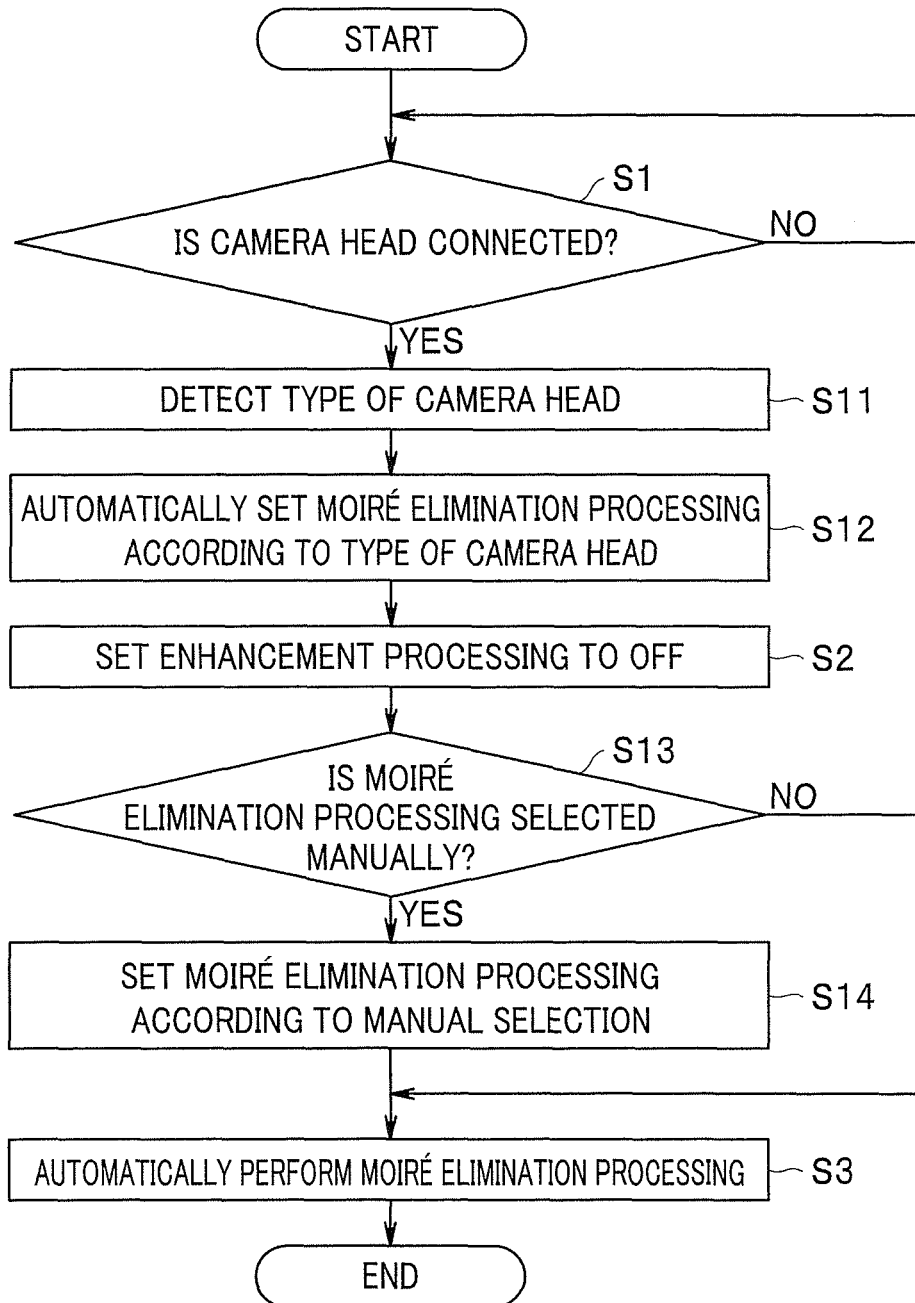 START
S1
IS CAMERA HEAD CONNECTED?
NO
YES
DETECT TYPE OF CAMERA HEAD
S11
AUTOMATICALLY SET MOIRÉ ELIMINATION PROCESSING
ACCORDING TO TYPE OF CAMERA HEAD
S12
SET ENHANCEMENT PROCESSING TO OFF
S2
S13
IS MOIRÉ
ELIMINATION PROCESSING SELECTED
MANUALLY?
NO
YES
SET MOIRÉ ELIMINATION PROCESSING
ACCORDING TO MANUAL SELECTION
S14
AUTOMATICALLY PERFORM MOIRÉ ELIMINATION PROCESSING
S3
END